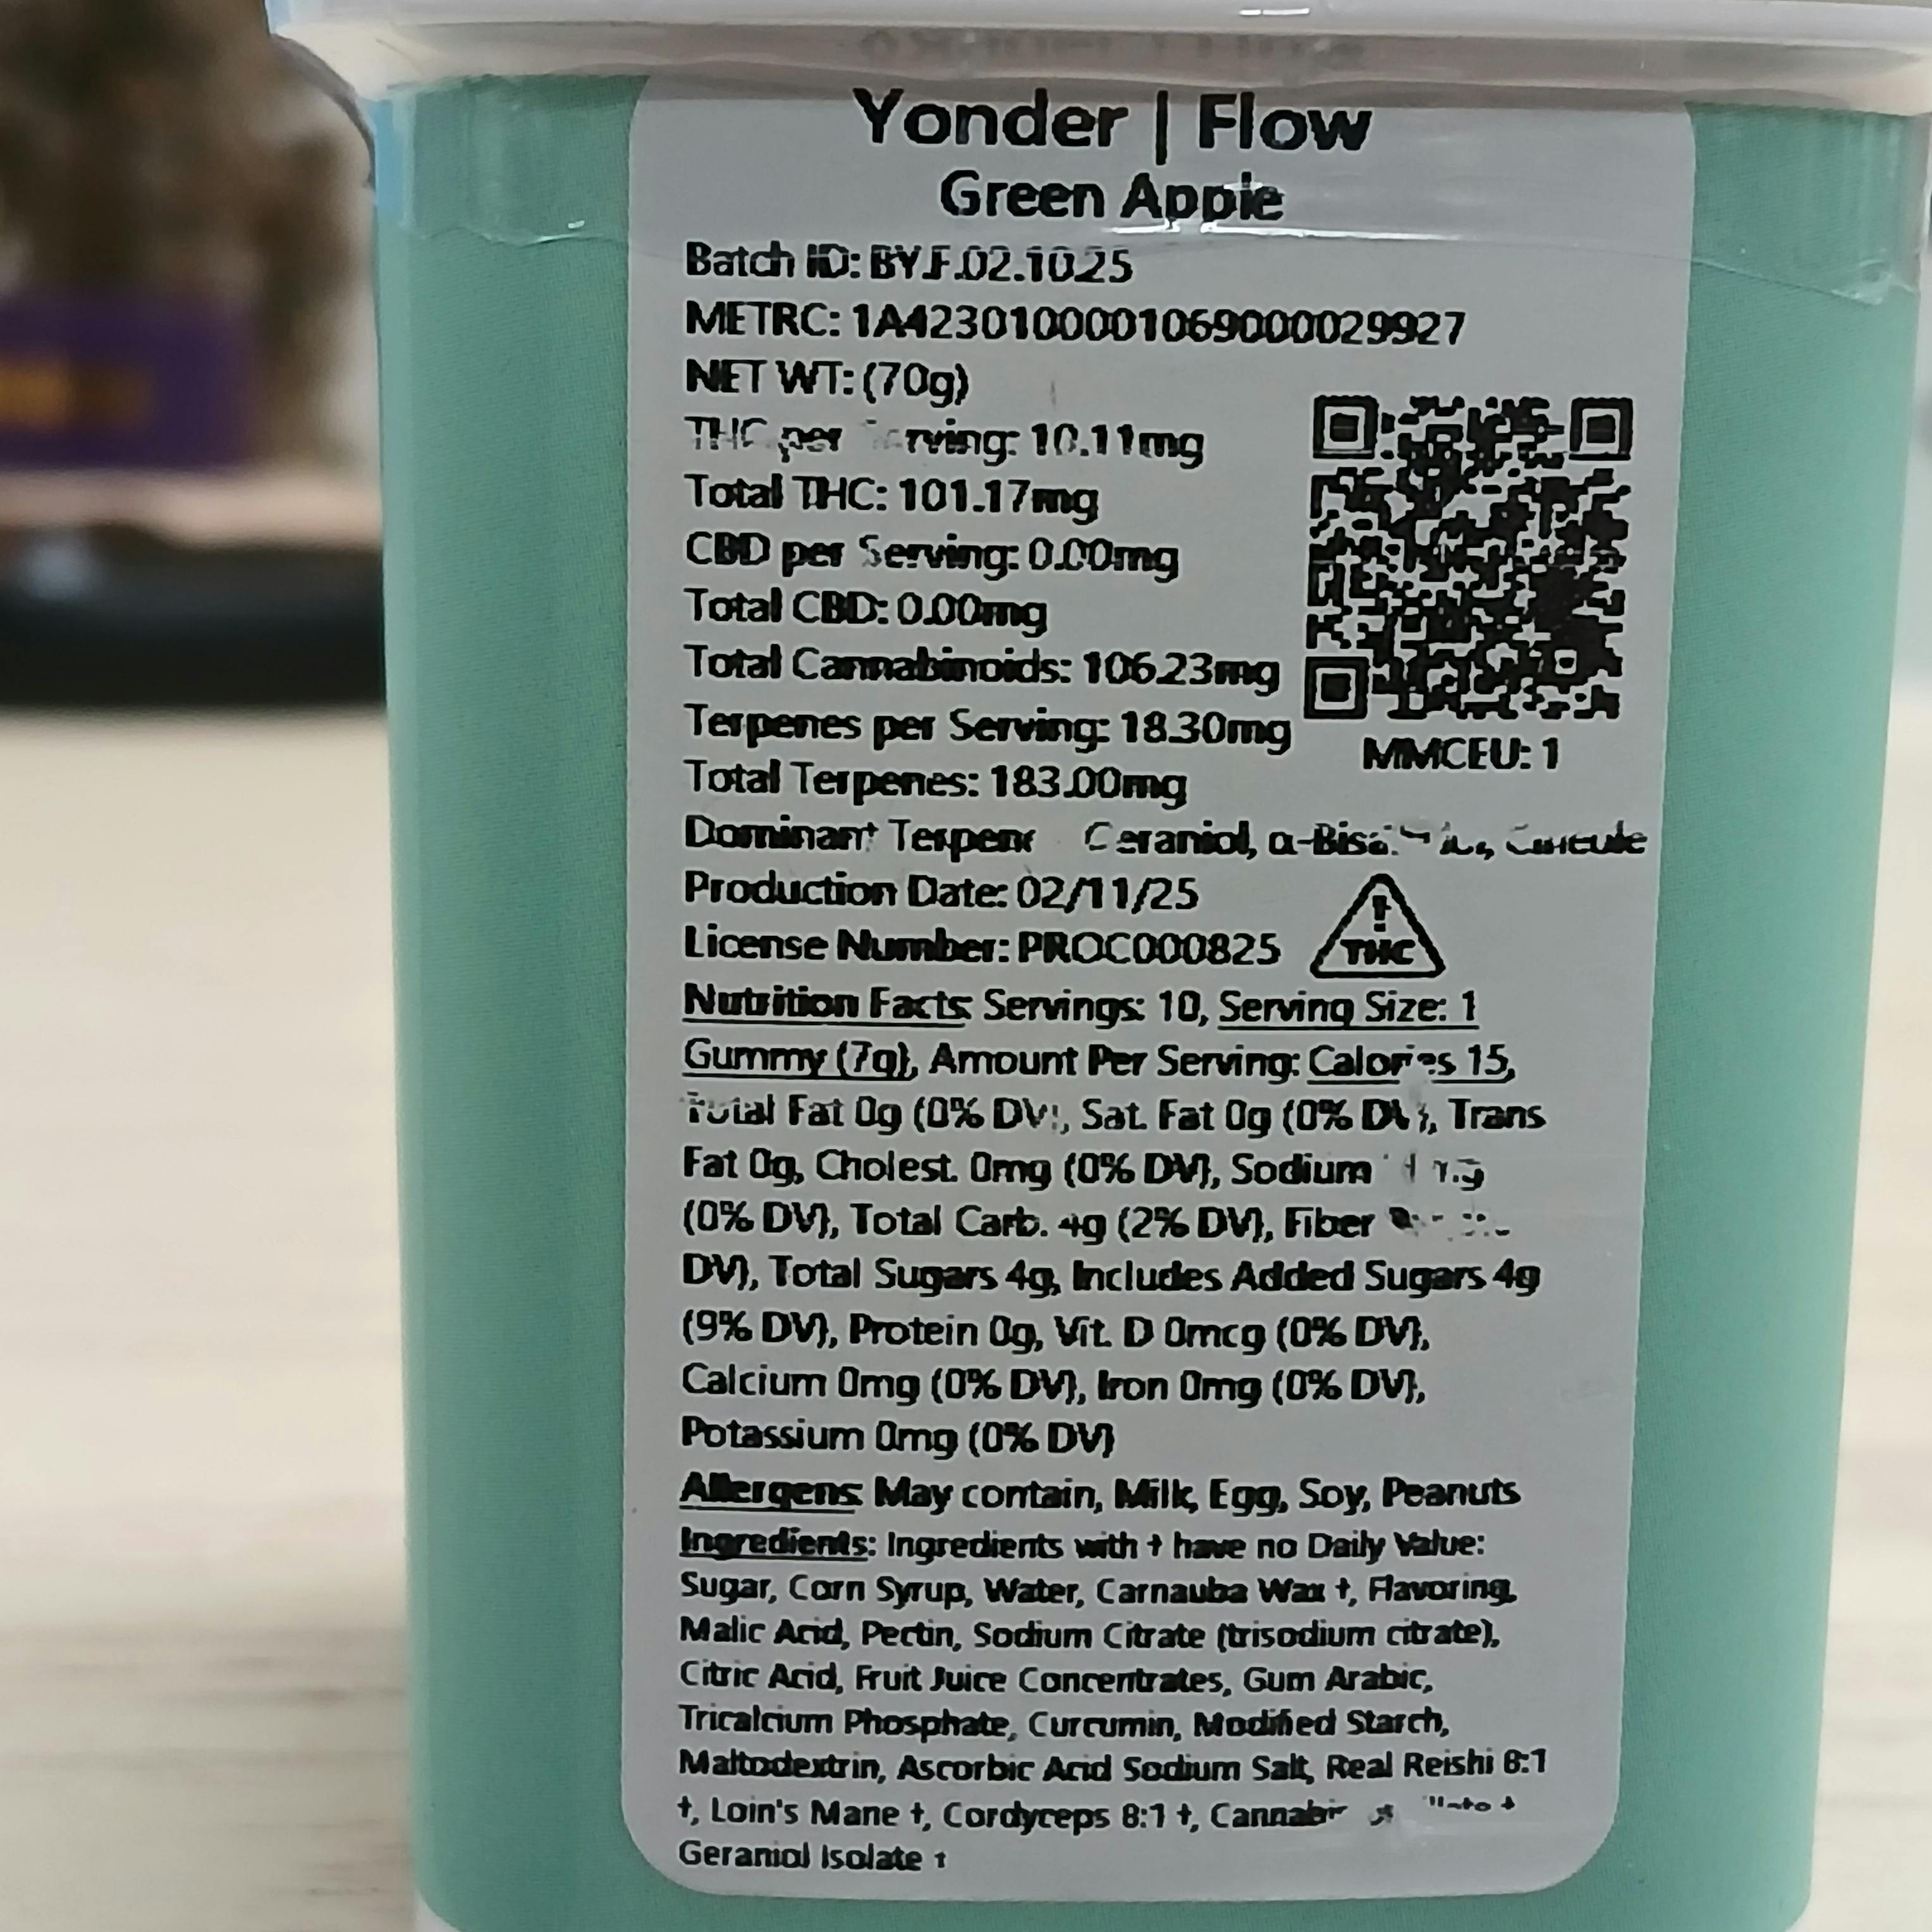 Yonder | Flow
Green Apple
Batch ID: BY.F.02.10.25
METRC: 1A4230100001069000029927
NET WT: (70g)
THC per Serving: 10.11mg
Total THC: 101.17mg
CBD per Serving: 0.00mg
Total CBD: 0.00mg
Total Cannabinoids: 106.23mg
Terpenes per Serving: 18.30mg
MMCEU: 1
Total Terpenes: 183.00mg
Dominant Geraniol,
Production Date: 02/11/25
License Number: PROC000825
THC
Nutrition Facts: Servings: 10, Serving Size: 1
Gummy (7g), Amount Per Serving: Calories 15,
Total Fat 0g (0% DV), Sat. Fat 0g (0% DV), Trans
Fat 0g, Cholest. 0mg (0% DV), Sodium
(0% DV), Total Carb. 4g (2% DV), Fiber
DV), Total Sugars 4g, Includes Added Sugars 4g
(9% DV), Protein 0g, Vit. D 0mcg (0% DV),
Calcium 0mg (0% DV), Iron 0mg (0% DV),
Potassium 0mg (0% DV)
Allergens: May contain, Milk, Egg, Soy, Peanuts
Ingredients: Ingredients with † have no Daily Value:
Sugar, Corn Syrup, Water, Carnauba Wax †, Flavoring,
Malic Acid, Pectin, Sodium Citrate (trisodium citrate),
Citric Acid, Fruit Juice Concentrates, Gum Arabic,
Tricalcium Phosphate, Curcumin, Modified Starch,
Maltodextrin, Ascorbic Acid Sodium Salt, Real Reishi 8:1
†, Loin's Mane †, Cordyceps 8:1 †,
Geraniol Isolate †